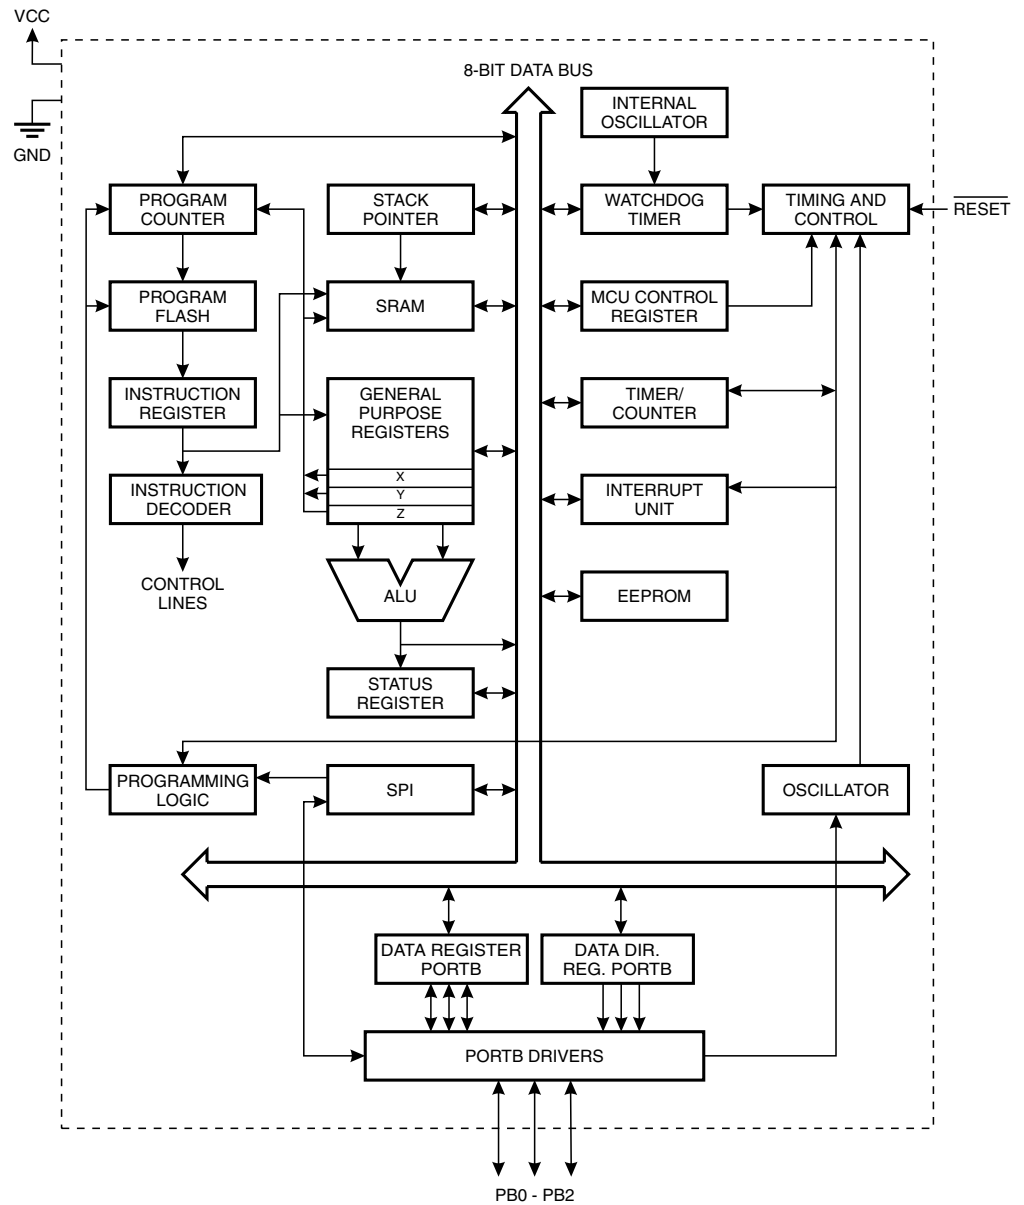 VCC
8-BIT DATA BUS
GND
INTERNAL
OSCILLATOR
PROGRAM
COUNTER
STACK
POINTER
WATCHDOG
TIMER
TIMING AND
CONTROL
RESET
PROGRAM
FLASH
SRAM
MCU CONTROL
REGISTER
INSTRUCTION
REGISTER
GENERAL
PURPOSE
REGISTERS
X
Y
Z
TIMER/
COUNTER
INSTRUCTION
DECODER
INTERRUPT
UNIT
CONTROL
LINES
ALU
EEPROM
STATUS
REGISTER
PROGRAMMING
LOGIC
SPI
OSCILLATOR
DATA REGISTER
PORTB
DATA DIR.
REG. PORTB
PORTB DRIVERS
PB0 - PB2